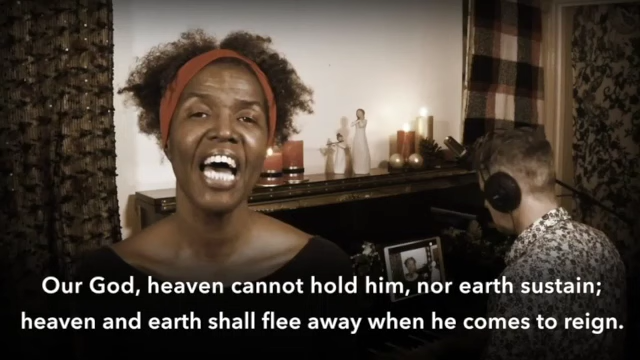 Our God, heaven cannot hold him, nor earth sustain;
heaven and earth shall flee away when he comes to reign.